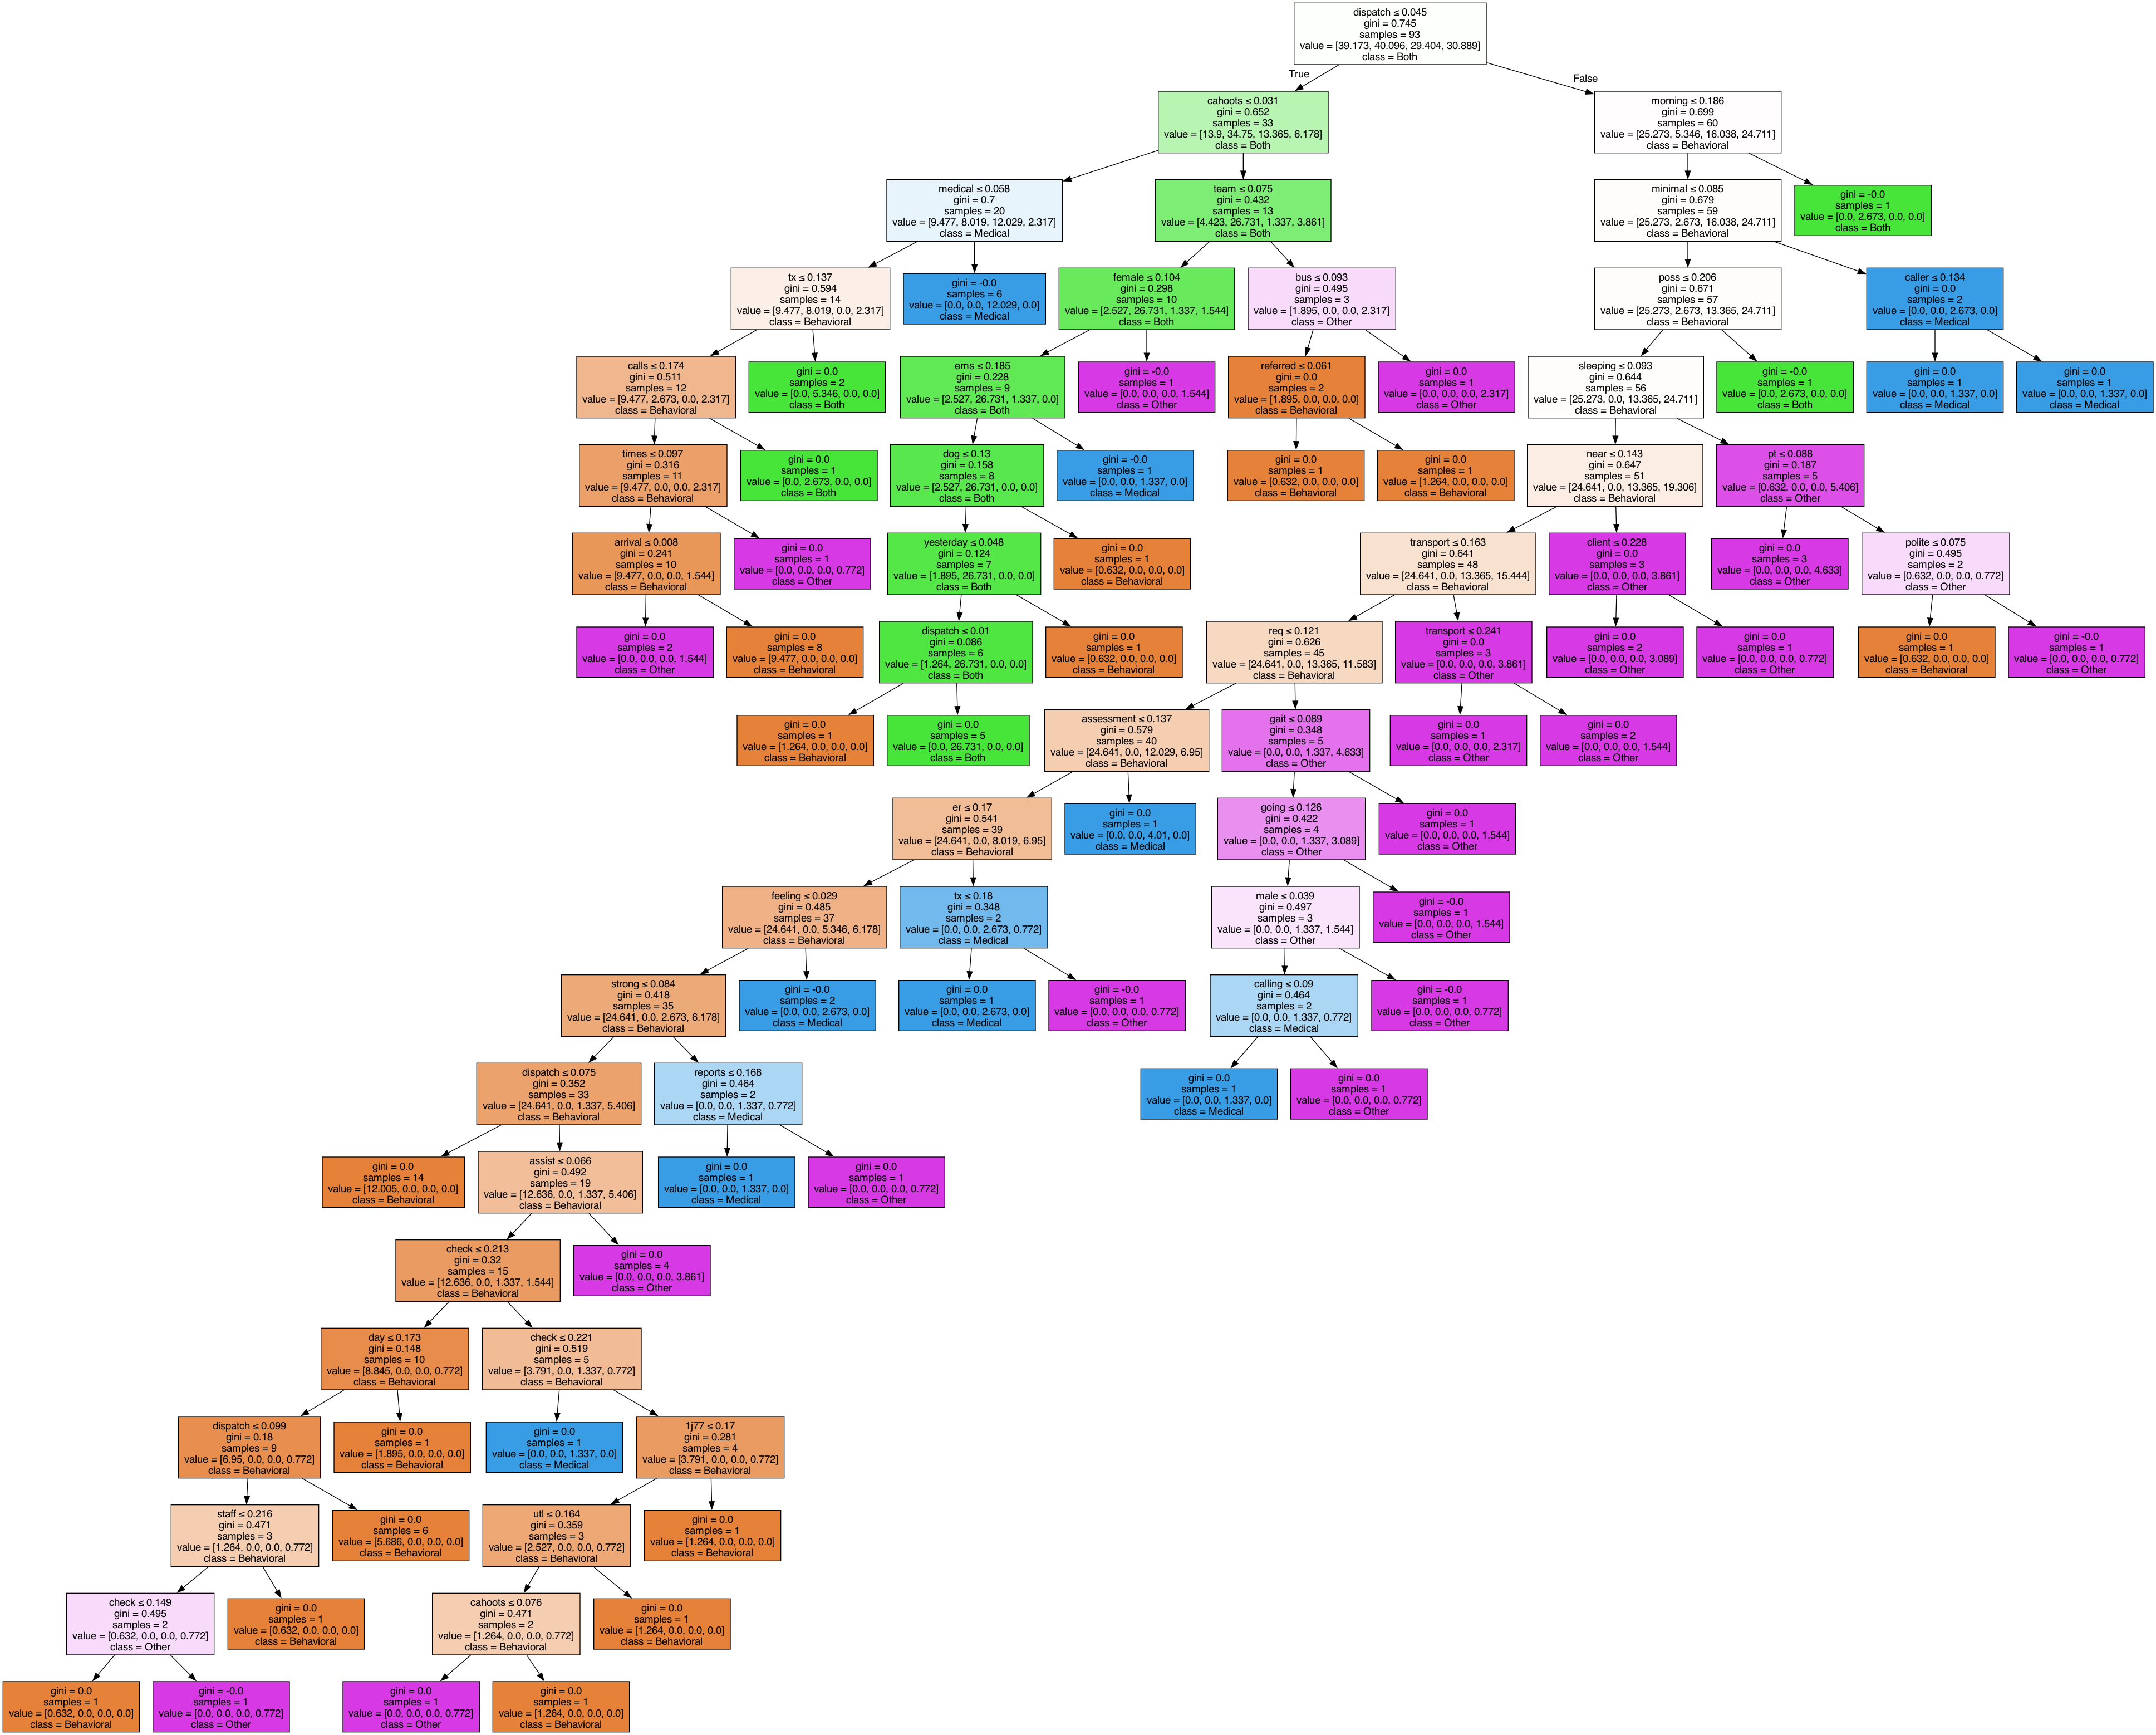 dispatch ≤ 0.045
gini = 0.745
samples = 93
value = [39.173, 40.096, 29.404, 30.889]
class = Both
True
False
cahoots ≤ 0.031
gini = 0.652
samples = 33
value = [13.9, 34.75, 13.365, 6.178]
class = Both
morning ≤ 0.186
gini = 0.699
samples = 60
value = [25.273, 5.346, 16.038, 24.711]
class = Behavioral
medical ≤ 0.058
gini = 0.7
samples = 20
value = [9.477, 8.019, 12.029, 2.317]
class = Medical
team ≤ 0.075
gini = 0.432
samples = 13
value = [4.423, 26.731, 1.337, 3.861]
class = Both
minimal ≤ 0.085
gini = 0.679
samples = 59
value = [25.273, 2.673, 16.038, 24.711]
class = Behavioral
gini = -0.0
samples = 1
value = [0.0, 2.673, 0.0, 0.0]
class = Both
tx ≤ 0.137
gini = 0.594
samples = 14
value = [9.477, 8.019, 0.0, 2.317]
class = Behavioral
gini = -0.0
samples = 6
value = [0.0, 0.0, 12.029, 0.0]
class = Medical
female ≤ 0.104
gini = 0.298
samples = 10
value = [2.527, 26.731, 1.337, 1.544]
class = Both
bus ≤ 0.093
gini = 0.495
samples = 3
value = [1.895, 0.0, 0.0, 2.317]
class = Other
poss ≤ 0.206
gini = 0.671
samples = 57
value = [25.273, 2.673, 13.365, 24.711]
class = Behavioral
caller ≤ 0.134
gini = 0.0
samples = 2
value = [0.0, 0.0, 2.673, 0.0]
class = Medical
calls ≤ 0.174
gini = 0.511
samples = 12
value = [9.477, 2.673, 0.0, 2.317]
class = Behavioral
gini = 0.0
samples = 2
value = [0.0, 5.346, 0.0, 0.0]
class = Both
ems ≤ 0.185
gini = 0.228
samples = 9
value = [2.527, 26.731, 1.337, 0.0]
class = Both
gini = -0.0
samples = 1
value = [0.0, 0.0, 0.0, 1.544]
class = Other
referred ≤ 0.061
gini = 0.0
samples = 2
value = [1.895, 0.0, 0.0, 0.0]
class = Behavioral
gini = 0.0
samples = 1
value = [0.0, 0.0, 0.0, 2.317]
class = Other
sleeping ≤ 0.093
gini = 0.644
samples = 56
value = [25.273, 0.0, 13.365, 24.711]
class = Behavioral
gini = -0.0
samples = 1
value = [0.0, 2.673, 0.0, 0.0]
class = Both
gini = 0.0
samples = 1
value = [0.0, 0.0, 1.337, 0.0]
class = Medical
gini = 0.0
samples = 1
value = [0.0, 0.0, 1.337, 0.0]
class = Medical
times ≤ 0.097
gini = 0.316
samples = 11
value = [9.477, 0.0, 0.0, 2.317]
class = Behavioral
gini = 0.0
samples = 1
value = [0.0, 2.673, 0.0, 0.0]
class = Both
dog ≤ 0.13
gini = 0.158
samples = 8
value = [2.527, 26.731, 0.0, 0.0]
class = Both
gini = -0.0
samples = 1
value = [0.0, 0.0, 1.337, 0.0]
class = Medical
gini = 0.0
samples = 1
value = [0.632, 0.0, 0.0, 0.0]
class = Behavioral
gini = 0.0
samples = 1
value = [1.264, 0.0, 0.0, 0.0]
class = Behavioral
near ≤ 0.143
gini = 0.647
samples = 51
value = [24.641, 0.0, 13.365, 19.306]
class = Behavioral
pt ≤ 0.088
gini = 0.187
samples = 5
value = [0.632, 0.0, 0.0, 5.406]
class = Other
arrival ≤ 0.008
gini = 0.241
samples = 10
value = [9.477, 0.0, 0.0, 1.544]
class = Behavioral
gini = 0.0
samples = 1
value = [0.0, 0.0, 0.0, 0.772]
class = Other
yesterday ≤ 0.048
gini = 0.124
samples = 7
value = [1.895, 26.731, 0.0, 0.0]
class = Both
gini = 0.0
samples = 1
value = [0.632, 0.0, 0.0, 0.0]
class = Behavioral
transport ≤ 0.163
gini = 0.641
samples = 48
value = [24.641, 0.0, 13.365, 15.444]
class = Behavioral
client ≤ 0.228
gini = 0.0
samples = 3
value = [0.0, 0.0, 0.0, 3.861]
class = Other
gini = 0.0
samples = 3
value = [0.0, 0.0, 0.0, 4.633]
class = Other
polite ≤ 0.075
gini = 0.495
samples = 2
value = [0.632, 0.0, 0.0, 0.772]
class = Other
gini = 0.0
samples = 2
value = [0.0, 0.0, 0.0, 1.544]
class = Other
gini = 0.0
samples = 8
value = [9.477, 0.0, 0.0, 0.0]
class = Behavioral
dispatch ≤ 0.01
gini = 0.086
samples = 6
value = [1.264, 26.731, 0.0, 0.0]
class = Both
gini = 0.0
samples = 1
value = [0.632, 0.0, 0.0, 0.0]
class = Behavioral
req ≤ 0.121
gini = 0.626
samples = 45
value = [24.641, 0.0, 13.365, 11.583]
class = Behavioral
transport ≤ 0.241
gini = 0.0
samples = 3
value = [0.0, 0.0, 0.0, 3.861]
class = Other
gini = 0.0
samples = 2
value = [0.0, 0.0, 0.0, 3.089]
class = Other
gini = 0.0
samples = 1
value = [0.0, 0.0, 0.0, 0.772]
class = Other
gini = 0.0
samples = 1
value = [0.632, 0.0, 0.0, 0.0]
class = Behavioral
gini = -0.0
samples = 1
value = [0.0, 0.0, 0.0, 0.772]
class = Other
gini = 0.0
samples = 1
value = [1.264, 0.0, 0.0, 0.0]
class = Behavioral
gini = 0.0
samples = 5
value = [0.0, 26.731, 0.0, 0.0]
class = Both
assessment ≤ 0.137
gini = 0.579
samples = 40
value = [24.641, 0.0, 12.029, 6.95]
class = Behavioral
gait ≤ 0.089
gini = 0.348
samples = 5
value = [0.0, 0.0, 1.337, 4.633]
class = Other
gini = 0.0
samples = 1
value = [0.0, 0.0, 0.0, 2.317]
class = Other
gini = 0.0
samples = 2
value = [0.0, 0.0, 0.0, 1.544]
class = Other
er ≤ 0.17
gini = 0.541
samples = 39
value = [24.641, 0.0, 8.019, 6.95]
class = Behavioral
gini = 0.0
samples = 1
value = [0.0, 0.0, 4.01, 0.0]
class = Medical
going ≤ 0.126
gini = 0.422
samples = 4
value = [0.0, 0.0, 1.337, 3.089]
class = Other
gini = 0.0
samples = 1
value = [0.0, 0.0, 0.0, 1.544]
class = Other
feeling ≤ 0.029
gini = 0.485
samples = 37
value = [24.641, 0.0, 5.346, 6.178]
class = Behavioral
tx ≤ 0.18
gini = 0.348
samples = 2
value = [0.0, 0.0, 2.673, 0.772]
class = Medical
male ≤ 0.039
gini = 0.497
samples = 3
value = [0.0, 0.0, 1.337, 1.544]
class = Other
gini = -0.0
samples = 1
value = [0.0, 0.0, 0.0, 1.544]
class = Other
strong ≤ 0.084
gini = 0.418
samples = 35
value = [24.641, 0.0, 2.673, 6.178]
class = Behavioral
gini = -0.0
samples = 2
value = [0.0, 0.0, 2.673, 0.0]
class = Medical
gini = 0.0
samples = 1
value = [0.0, 0.0, 2.673, 0.0]
class = Medical
gini = -0.0
samples = 1
value = [0.0, 0.0, 0.0, 0.772]
class = Other
calling ≤ 0.09
gini = 0.464
samples = 2
value = [0.0, 0.0, 1.337, 0.772]
class = Medical
gini = -0.0
samples = 1
value = [0.0, 0.0, 0.0, 0.772]
class = Other
dispatch ≤ 0.075
gini = 0.352
samples = 33
value = [24.641, 0.0, 1.337, 5.406]
class = Behavioral
reports ≤ 0.168
gini = 0.464
samples = 2
value = [0.0, 0.0, 1.337, 0.772]
class = Medical
gini = 0.0
samples = 1
value = [0.0, 0.0, 1.337, 0.0]
class = Medical
gini = 0.0
samples = 1
value = [0.0, 0.0, 0.0, 0.772]
class = Other
gini = 0.0
samples = 14
value = [12.005, 0.0, 0.0, 0.0]
class = Behavioral
assist ≤ 0.066
gini = 0.492
samples = 19
value = [12.636, 0.0, 1.337, 5.406]
class = Behavioral
gini = 0.0
samples = 1
value = [0.0, 0.0, 1.337, 0.0]
class = Medical
gini = 0.0
samples = 1
value = [0.0, 0.0, 0.0, 0.772]
class = Other
check ≤ 0.213
gini = 0.32
samples = 15
value = [12.636, 0.0, 1.337, 1.544]
class = Behavioral
gini = 0.0
samples = 4
value = [0.0, 0.0, 0.0, 3.861]
class = Other
day ≤ 0.173
gini = 0.148
samples = 10
value = [8.845, 0.0, 0.0, 0.772]
class = Behavioral
check ≤ 0.221
gini = 0.519
samples = 5
value = [3.791, 0.0, 1.337, 0.772]
class = Behavioral
dispatch ≤ 0.099
gini = 0.18
samples = 9
value = [6.95, 0.0, 0.0, 0.772]
class = Behavioral
gini = 0.0
samples = 1
value = [1.895, 0.0, 0.0, 0.0]
class = Behavioral
gini = 0.0
samples = 1
value = [0.0, 0.0, 1.337, 0.0]
class = Medical
1j77 ≤ 0.17
gini = 0.281
samples = 4
value = [3.791, 0.0, 0.0, 0.772]
class = Behavioral
staff ≤ 0.216
gini = 0.471
samples = 3
value = [1.264, 0.0, 0.0, 0.772]
class = Behavioral
gini = 0.0
samples = 6
value = [5.686, 0.0, 0.0, 0.0]
class = Behavioral
utl ≤ 0.164
gini = 0.359
samples = 3
value = [2.527, 0.0, 0.0, 0.772]
class = Behavioral
gini = 0.0
samples = 1
value = [1.264, 0.0, 0.0, 0.0]
class = Behavioral
check ≤ 0.149
gini = 0.495
samples = 2
value = [0.632, 0.0, 0.0, 0.772]
class = Other
gini = 0.0
samples = 1
value = [0.632, 0.0, 0.0, 0.0]
class = Behavioral
cahoots ≤ 0.076
gini = 0.471
samples = 2
value = [1.264, 0.0, 0.0, 0.772]
class = Behavioral
gini = 0.0
samples = 1
value = [1.264, 0.0, 0.0, 0.0]
class = Behavioral
gini = 0.0
samples = 1
value = [0.632, 0.0, 0.0, 0.0]
class = Behavioral
gini = -0.0
samples = 1
value = [0.0, 0.0, 0.0, 0.772]
class = Other
gini = 0.0
samples = 1
value = [0.0, 0.0, 0.0, 0.772]
class = Other
gini = 0.0
samples = 1
value = [1.264, 0.0, 0.0, 0.0]
class = Behavioral